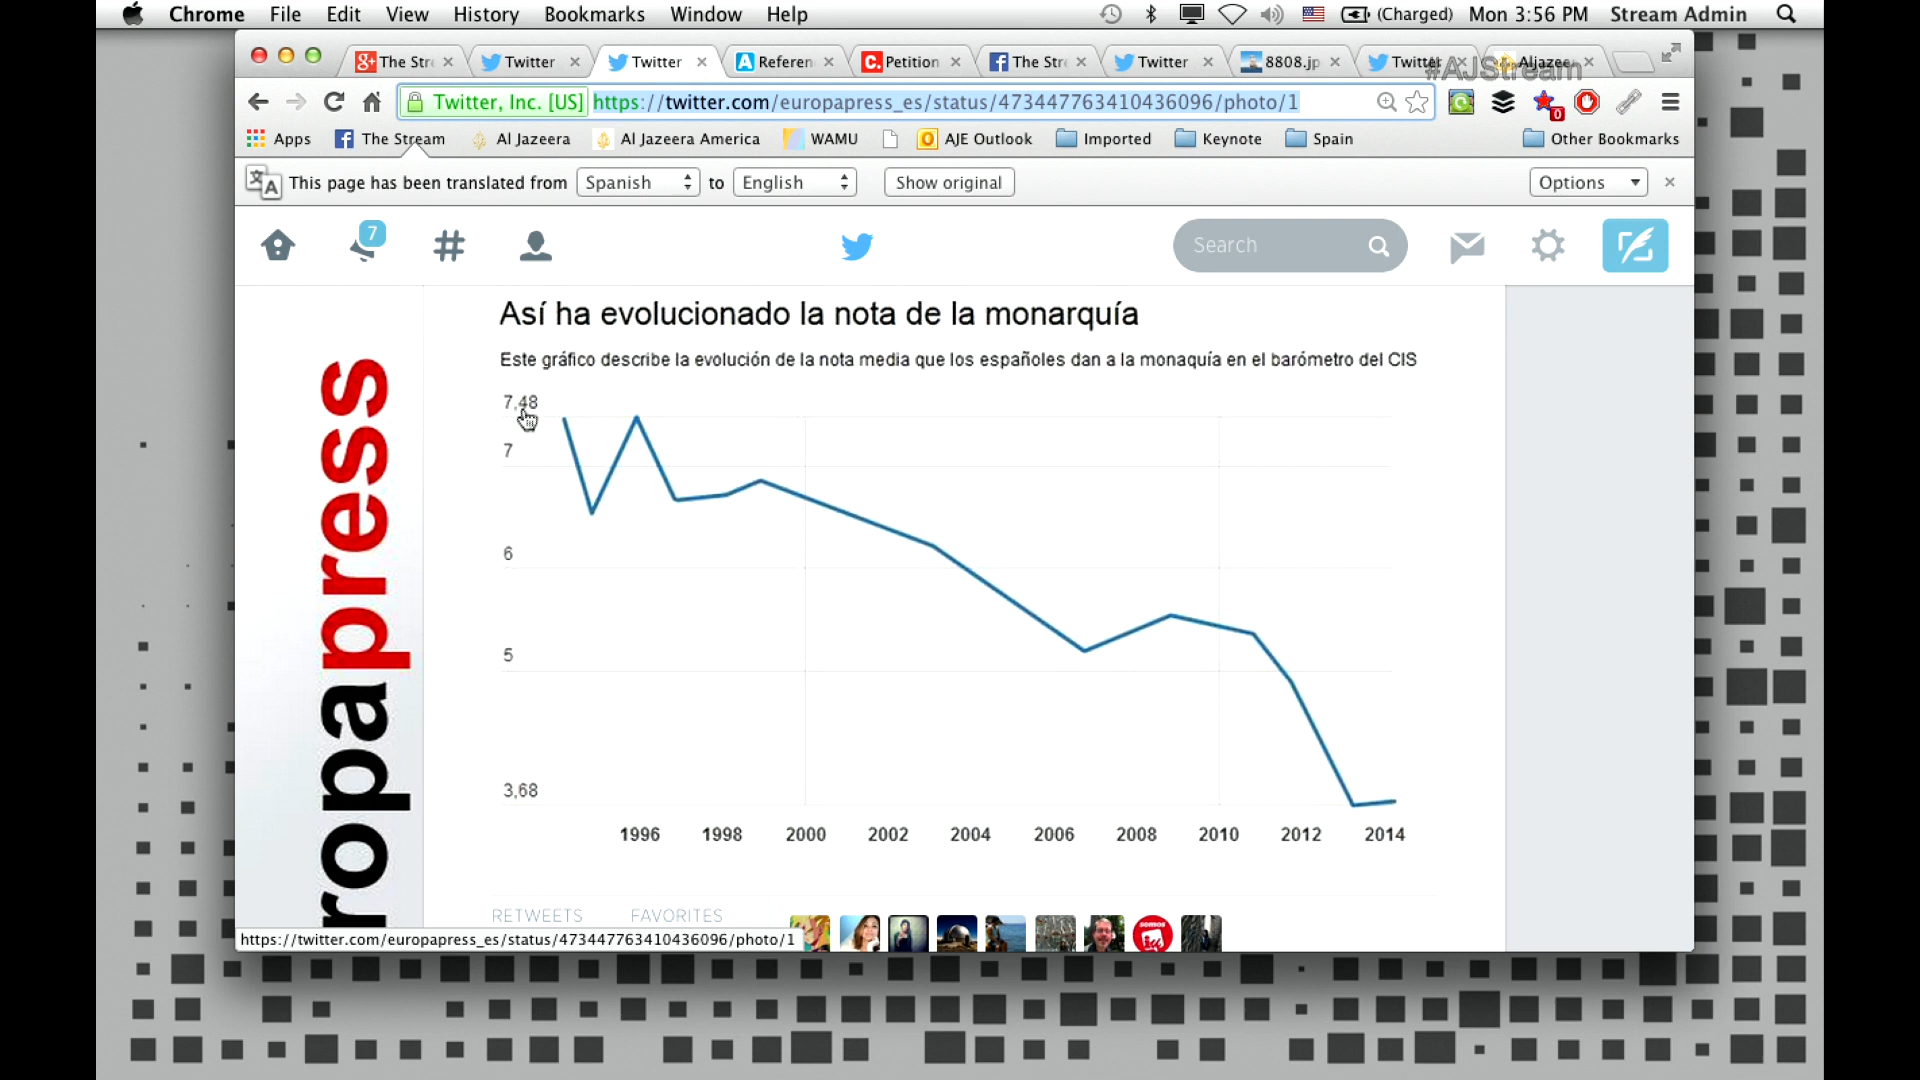 Chrome File Edit View History Bookmarks Window Help (Charged) Mon 3:56 PM Stream Admin
The Str Twitter Twitter Referen Petition The Str Twitter 8808.jp Twitter Aljazee
#AJStream
Twitter, Inc. [US] https://twitter.com/europapress_es/status/473447763410436096/photo/1
Apps The Stream Al Jazeera Al Jazeera America WAMU AJE Outlook Imported Keynote Spain Other Bookmarks
This page has been translated from Spanish to English Show original Options
7 Search
Así ha evolucionado la nota de la monarquía
Este gráfico describe la evolución de la nota media que los españoles dan a la monaquía en el barómetro del CIS
ropapress
7,48
7
6
5
3,68
1996 1998 2000 2002 2004 2006 2008 2010 2012 2014
RETWEETS FAVORITES
https://twitter.com/europapress_es/status/473447763410436096/photo/1